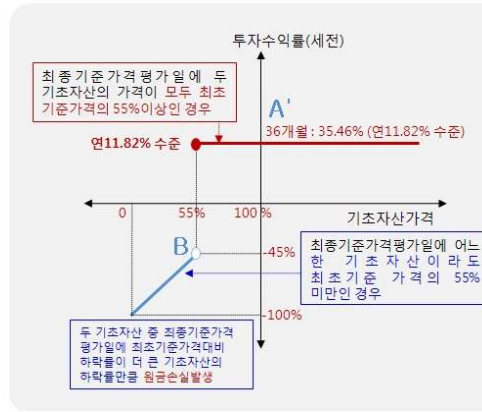 투자수익률(세전)
최종기준가격평가일에 두
기초자산의 가격이 모두 최초
기준가격의 55%이상인 경우
A'
36개월 : 35.46% (연11.82% 수준)
연11.82% 수준
0
55%
100%
기초자산가격
B
-45%
최종기준가격평가일에 어느
한 기초자산이라도
최초기준 가격의 55%
미만인 경우
-100%
두 기초자산 중 최종기준가격
평가일에 최초기준가격대비
하락률이 더 큰 기초자산의
하락률만큼 원금손실발생